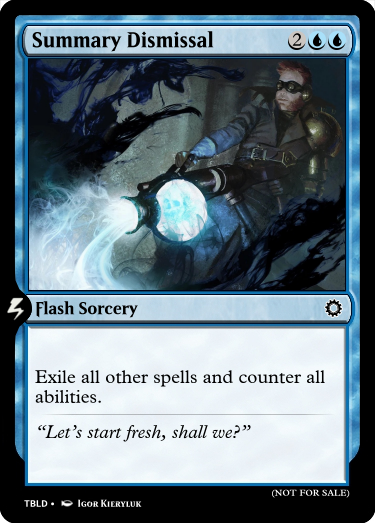 Summary Dismissal 2
Flash Sorcery
Exile all other spells and counter all
abilities.
“Let's start fresh, shall we?”
(NOT FOR SALE)
TBLD • Igor Kieryluk